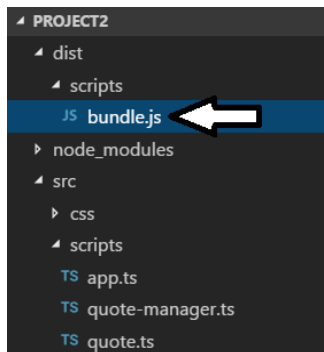 PROJECT2
dist
scripts
JS bundle.js
node_modules
src
css
scripts
TS app.ts
TS quote-manager.ts
TS quote.ts